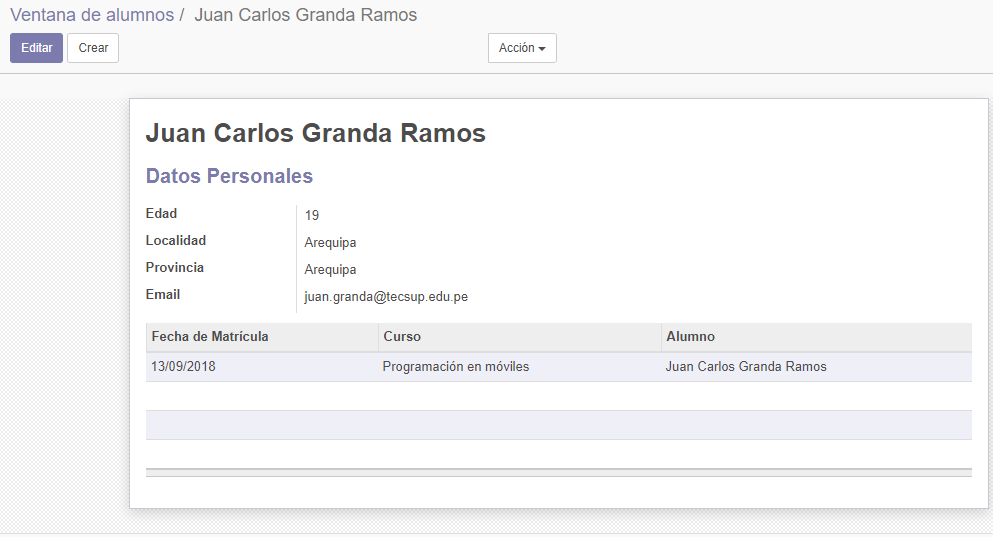 Ventana de alumnos / Juan Carlos Granda Ramos
Editar Crear Acción
Juan Carlos Granda Ramos
Datos Personales
Edad 19
Localidad Arequipa
Provincia Arequipa
Email juan.granda@tecsup.edu.pe
Fecha de Matrícula Curso Alumno
13/09/2018 Programación en móviles Juan Carlos Granda Ramos